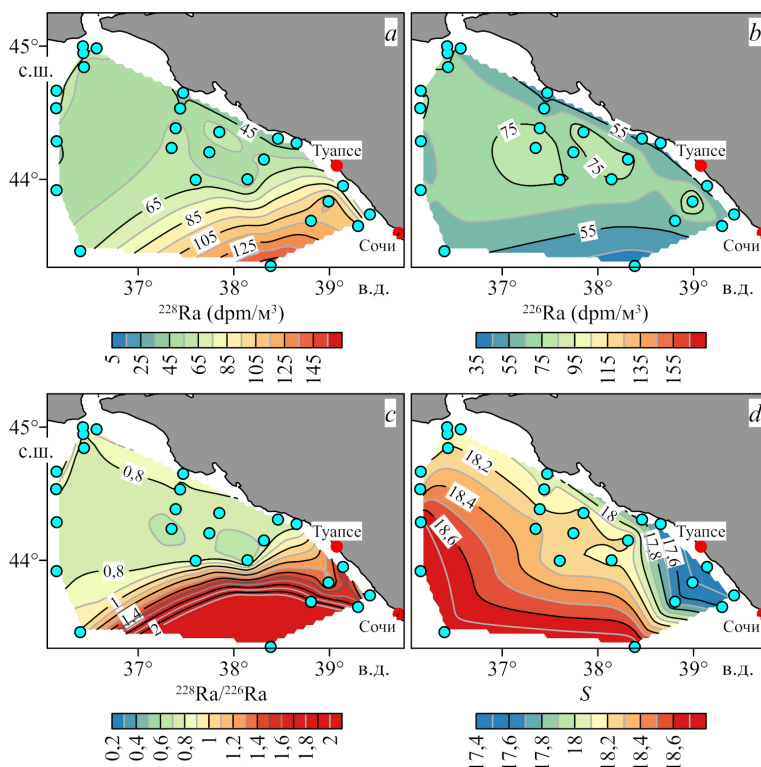 a
b
45°
с.ш.
44°
45
65
85
105
125
Туапсе
Сочи
55
75
75
55
Туапсе
Сочи
37° 38° 39° в.д.
37° 38° 39° в.д.
²²⁸Ra (dpm/м³)
²²⁶Ra (dpm/м³)
5 25 45 65 85 105 125 145
35 55 75 95 115 135 155
c
d
45°
с.ш.
44°
0,8
0,8
1
1,4
2
Туапсе
Сочи
18,2
18,4
18,6
18
17,8
17,6
Туапсе
Сочи
37° 38° 39° в.д.
37° 38° 39° в.д.
²²⁸Ra/²²⁶Ra
S
0,2 0,4 0,6 0,8 1 1,2 1,4 1,6 1,8 2
17,4 17,6 17,8 18 18,2 18,4 18,6